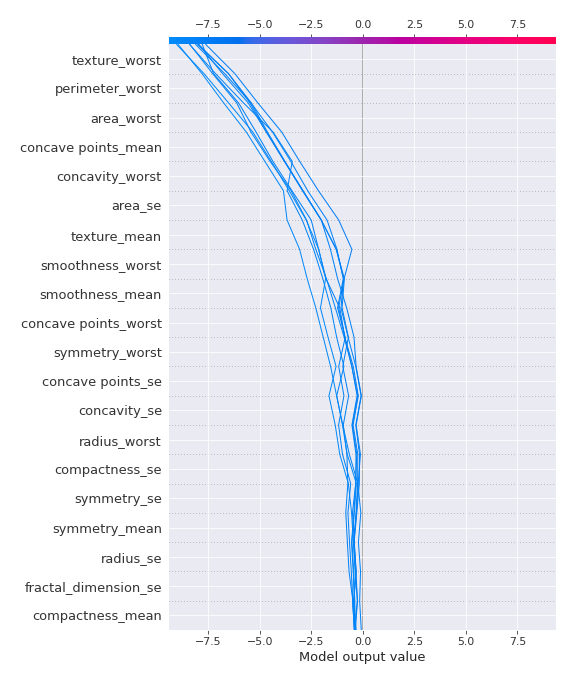 −7.5 −5.0 −2.5 0.0 2.5 5.0 7.5
texture_worst
perimeter_worst
area_worst
concave points_mean
concavity_worst
area_se
texture_mean
smoothness_worst
smoothness_mean
concave points_worst
symmetry_worst
concave points_se
concavity_se
radius_worst
compactness_se
symmetry_se
symmetry_mean
radius_se
fractal_dimension_se
compactness_mean
−7.5 −5.0 −2.5 0.0 2.5 5.0 7.5
Model output value